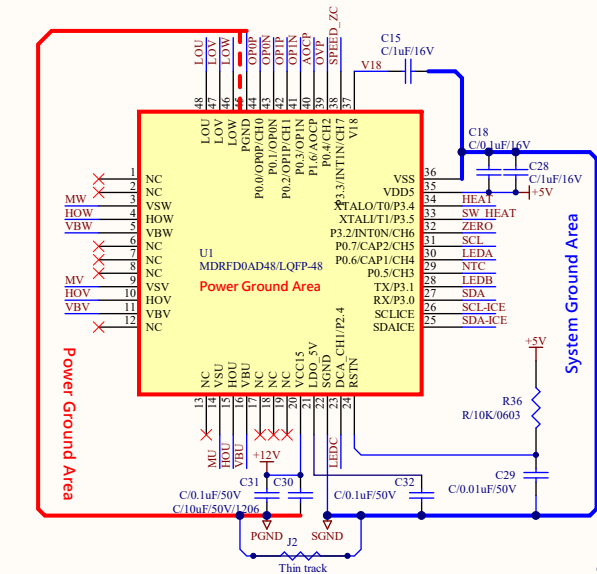 LOU
LOV
LOW
OP0P
OP0N
OP1P
OP1N
AOCP
OVP
SPEED_ZC
C15
C/1uF/16V
V18
48
47
46
45
44
43
42
41
40
39
38
37
LOU
LOV
LOW
PGND
P0.0/OP0P/CH0
P0.1/OP0N
P0.2/OP1P/CH1
P0.3/OP1N
P1.6/AOCP
P0.4/CH2
P3.3/INT1N/CH7
V18
C18
C/0.1uF/16V
C28
C/1uF/16V
+5V
1 NC
2 NC
MW 3 VSW
HOW 4 HOW
VBW 5 VBW
6 NC
7 NC
8 NC
MV 9 VSV
HOV 10 HOV
VBV 11 VBV
12 NC
U1
MDRFD0AD48/LQFP-48
Power Ground Area
VSS 36
VDD5 35
XTALO/T0/P3.4 34 HEAT
XTALI/T1/P3.5 33 SW_HEAT
P3.2/INT0N/CH6 32 ZERO
P0.7/CAP2/CH5 31 SCL
P0.6/CAP1/CH4 30 LEDA
P0.5/CH3 29 NTC
TX/P3.1 28 LEDB
RX/P3.0 27 SDA
SCLICE 26 SCL-ICE
SDAICE 25 SDA-ICE
System Ground Area
Power Ground Area
NC
VSU
HOU
VBU
NC
NC
NC
VCC15
LDO_5V
SGND
DCA_CH1/P2.4
RSTN
13
14
15
16
17
18
19
20
21
22
23
24
MU
HOU
VBU
LEDC
+5V
R36
R/10K/0603
+12V
C31
C30
C/0.1uF/50V
C/10uF/50V/1206
C32
C/0.1uF/50V
C29
C/0.01uF/50V
PGND
SGND
J2
Thin track